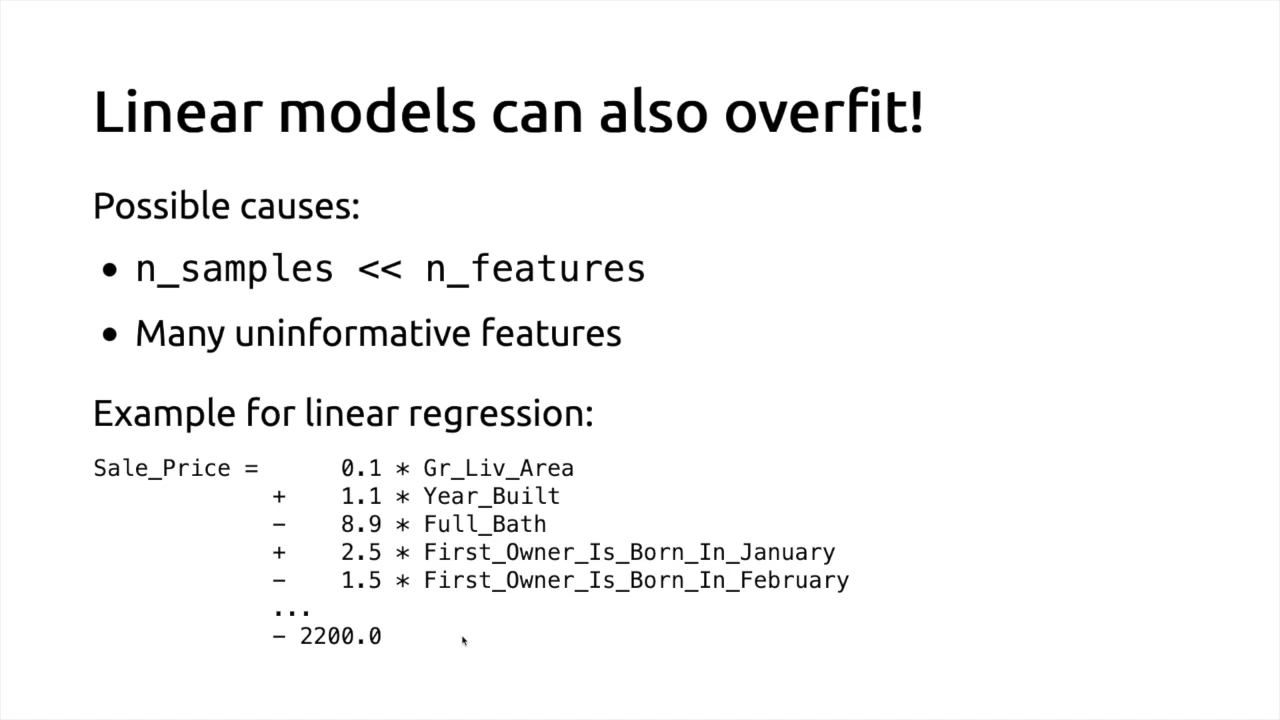 Linear models can also overfit!
Possible causes:
• n_samples << n_features
• Many uninformative features
Example for linear regression:
Sale_Price =      0.1 * Gr_Liv_Area
+    1.1 * Year_Built
-    8.9 * Full_Bath
+    2.5 * First_Owner_Is_Born_In_January
-    1.5 * First_Owner_Is_Born_In_February
...
- 2200.0